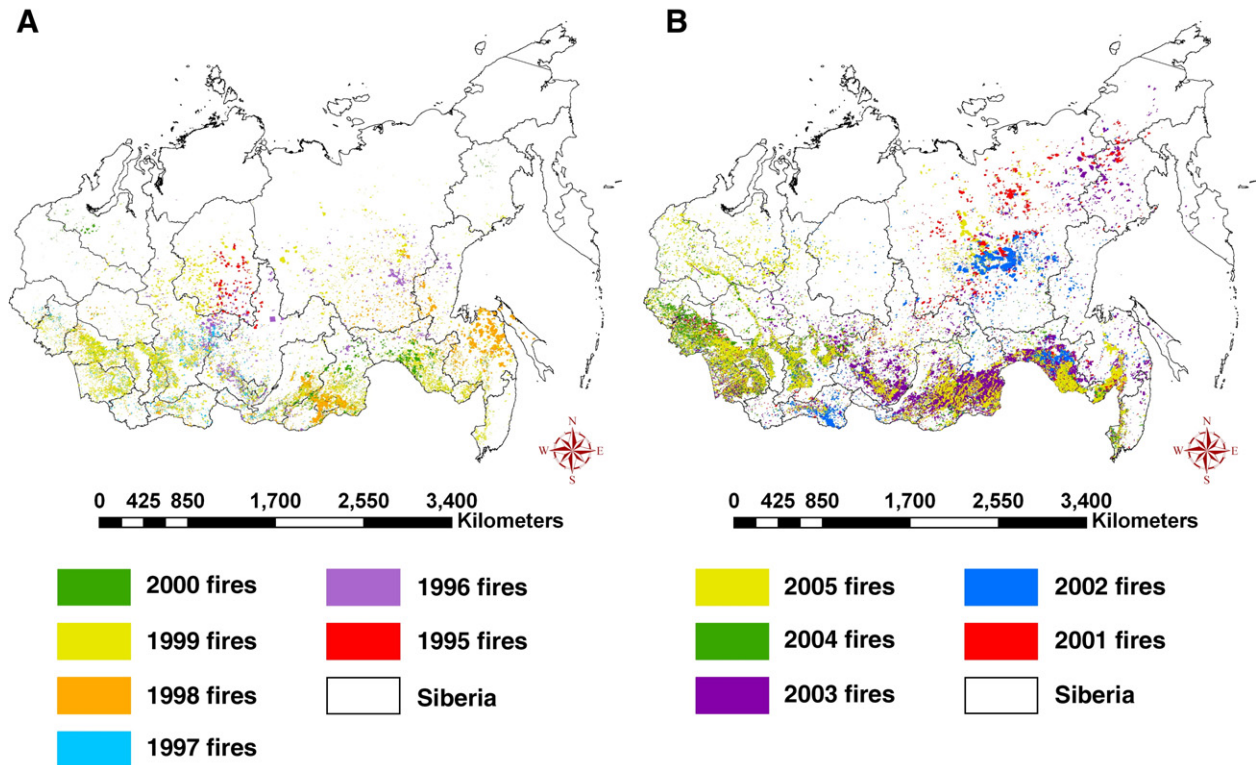 A
B
N
W E
S
N
W E
S
0 425 850 1,700 2,550 3,400
Kilometers
0 425 850 1,700 2,550 3,400
Kilometers
2000 fires
1999 fires
1998 fires
1997 fires
1996 fires
1995 fires
Siberia
2005 fires
2004 fires
2003 fires
2002 fires
2001 fires
Siberia